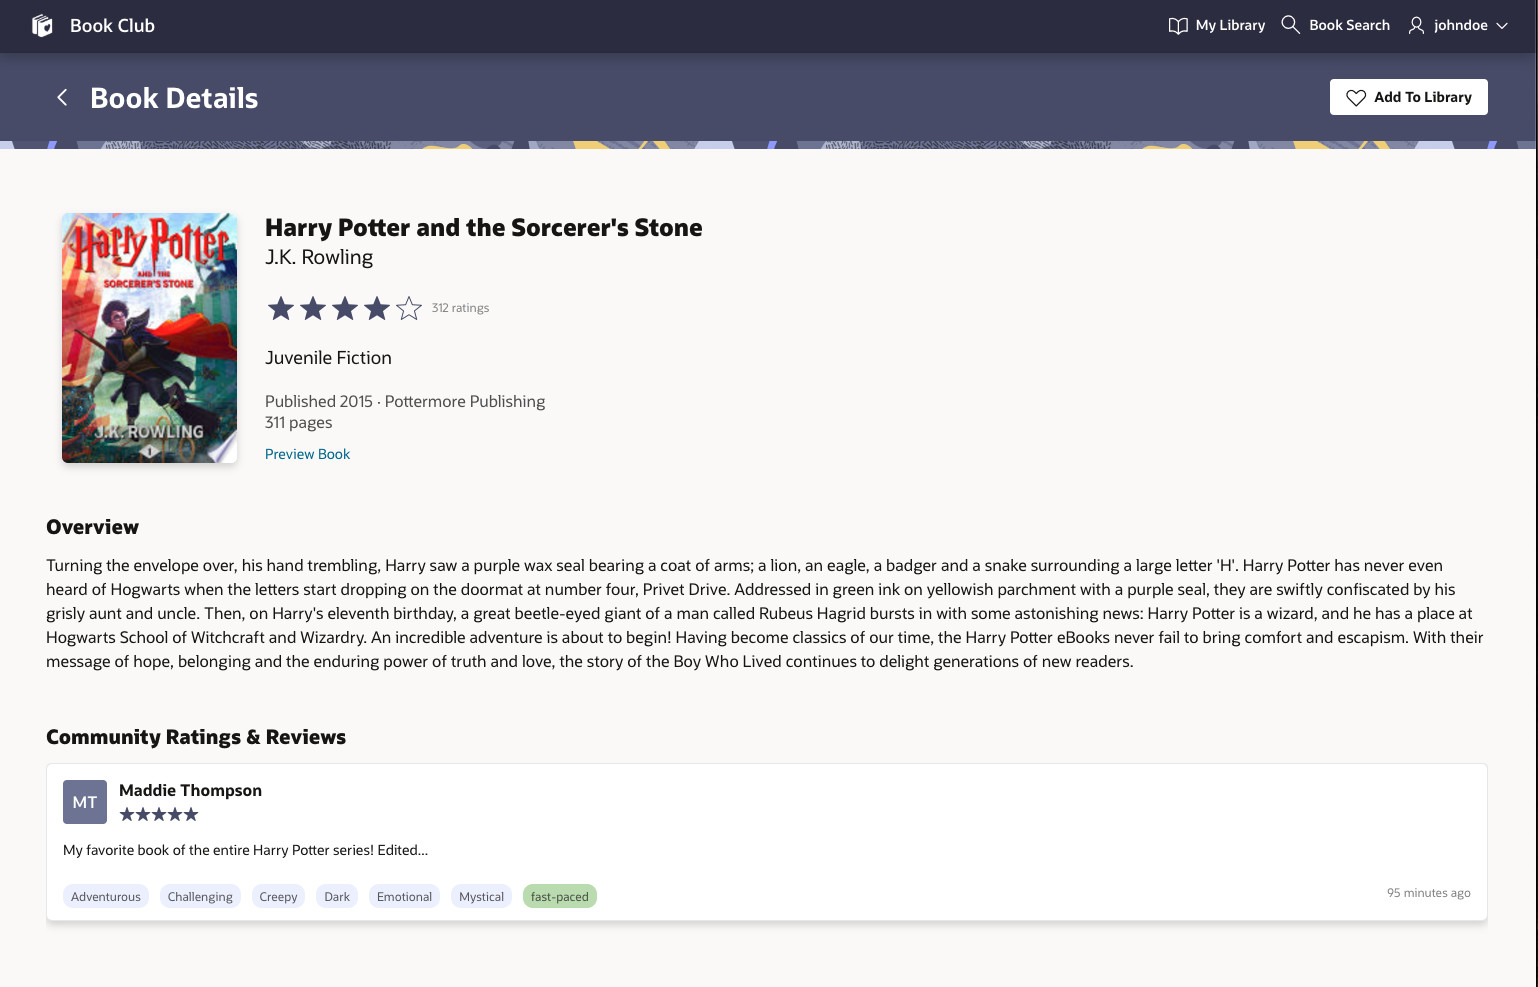 Book Club
My Library
Book Search
johndoe
Book Details
Add To Library
Harry Potter
AND THE
SORCERER'S STONE
J.K. ROWLING
1
Harry Potter and the Sorcerer's Stone
J.K. Rowling
312 ratings
Juvenile Fiction
Published 2015 · Pottermore Publishing
311 pages
Preview Book
Overview
Turning the envelope over, his hand trembling, Harry saw a purple wax seal bearing a coat of arms; a lion, an eagle, a badger and a snake surrounding a large letter 'H'. Harry Potter has never even
heard of Hogwarts when the letters start dropping on the doormat at number four, Privet Drive. Addressed in green ink on yellowish parchment with a purple seal, they are swiftly confiscated by his
grisly aunt and uncle. Then, on Harry's eleventh birthday, a great beetle-eyed giant of a man called Rubeus Hagrid bursts in with some astonishing news: Harry Potter is a wizard, and he has a place at
Hogwarts School of Witchcraft and Wizardry. An incredible adventure is about to begin! Having become classics of our time, the Harry Potter eBooks never fail to bring comfort and escapism. With their
message of hope, belonging and the enduring power of truth and love, the story of the Boy Who Lived continues to delight generations of new readers.
Community Ratings & Reviews
MT
Maddie Thompson
My favorite book of the entire Harry Potter series! Edited...
Adventurous
Challenging
Creepy
Dark
Emotional
Mystical
fast-paced
95 minutes ago